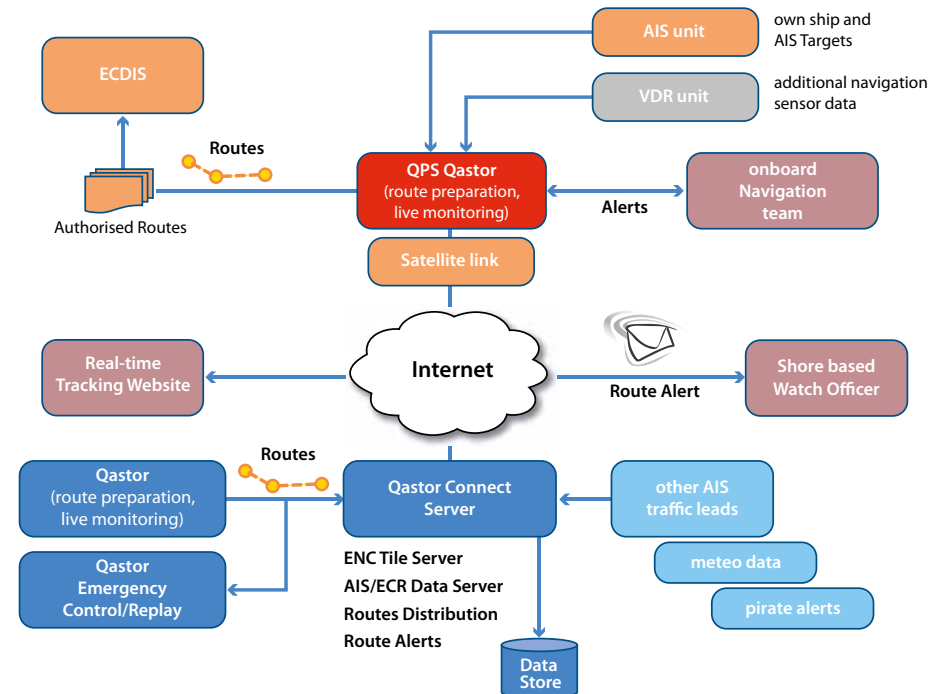 AIS unit
own ship and
AIS Targets
ECDIS
VDR unit
additional navigation
sensor data
Routes
QPS Qastor
(route preparation,
live monitoring)
onboard
Navigation
team
Alerts
Authorised Routes
Satellite link
Internet
Real-time
Tracking Website
Route Alert
Shore based
Watch Officer
Routes
Qastor
(route preparation,
live monitoring)
Qastor Connect
Server
other AIS
traffic leads
ENC Tile Server
AIS/ECR Data Server
Routes Distribution
Route Alerts
meteo data
pirate alerts
Qastor
Emergency
Control/Replay
Data
Store